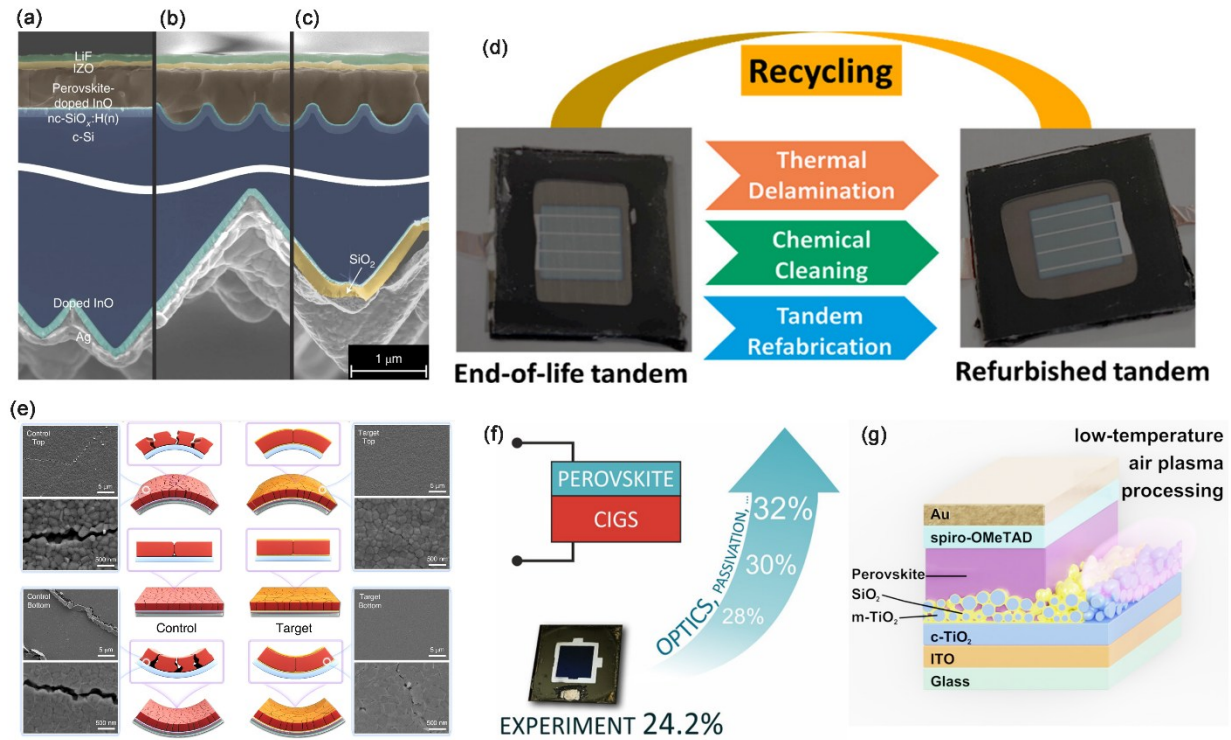 (a)
(b)
(c)
LiF
IZO
Perovskite-
doped InO
nc-SiOₓ:H(n)
c-Si
SiO₂
Doped InO
Ag
1 µm
(d)
Recycling
Thermal
Delamination
Chemical
Cleaning
Tandem
Refabrication
End-of-life tandem
Refurbished tandem
(e)
Control
Top
5 µm
500 nm
Control
Bottom
5 µm
500 nm
Control
Target
Target
Top
5 µm
500 nm
Target
Bottom
5 µm
500 nm
(f)
PEROVSKITE
CIGS
OPTICS, PASSIVATION, ...
32%
30%
28%
EXPERIMENT 24.2%
(g)
low-temperature
air plasma
processing
Au
spiro-OMeTAD
Perovskite
SiO₂
m-TiO₂
c-TiO₂
ITO
Glass